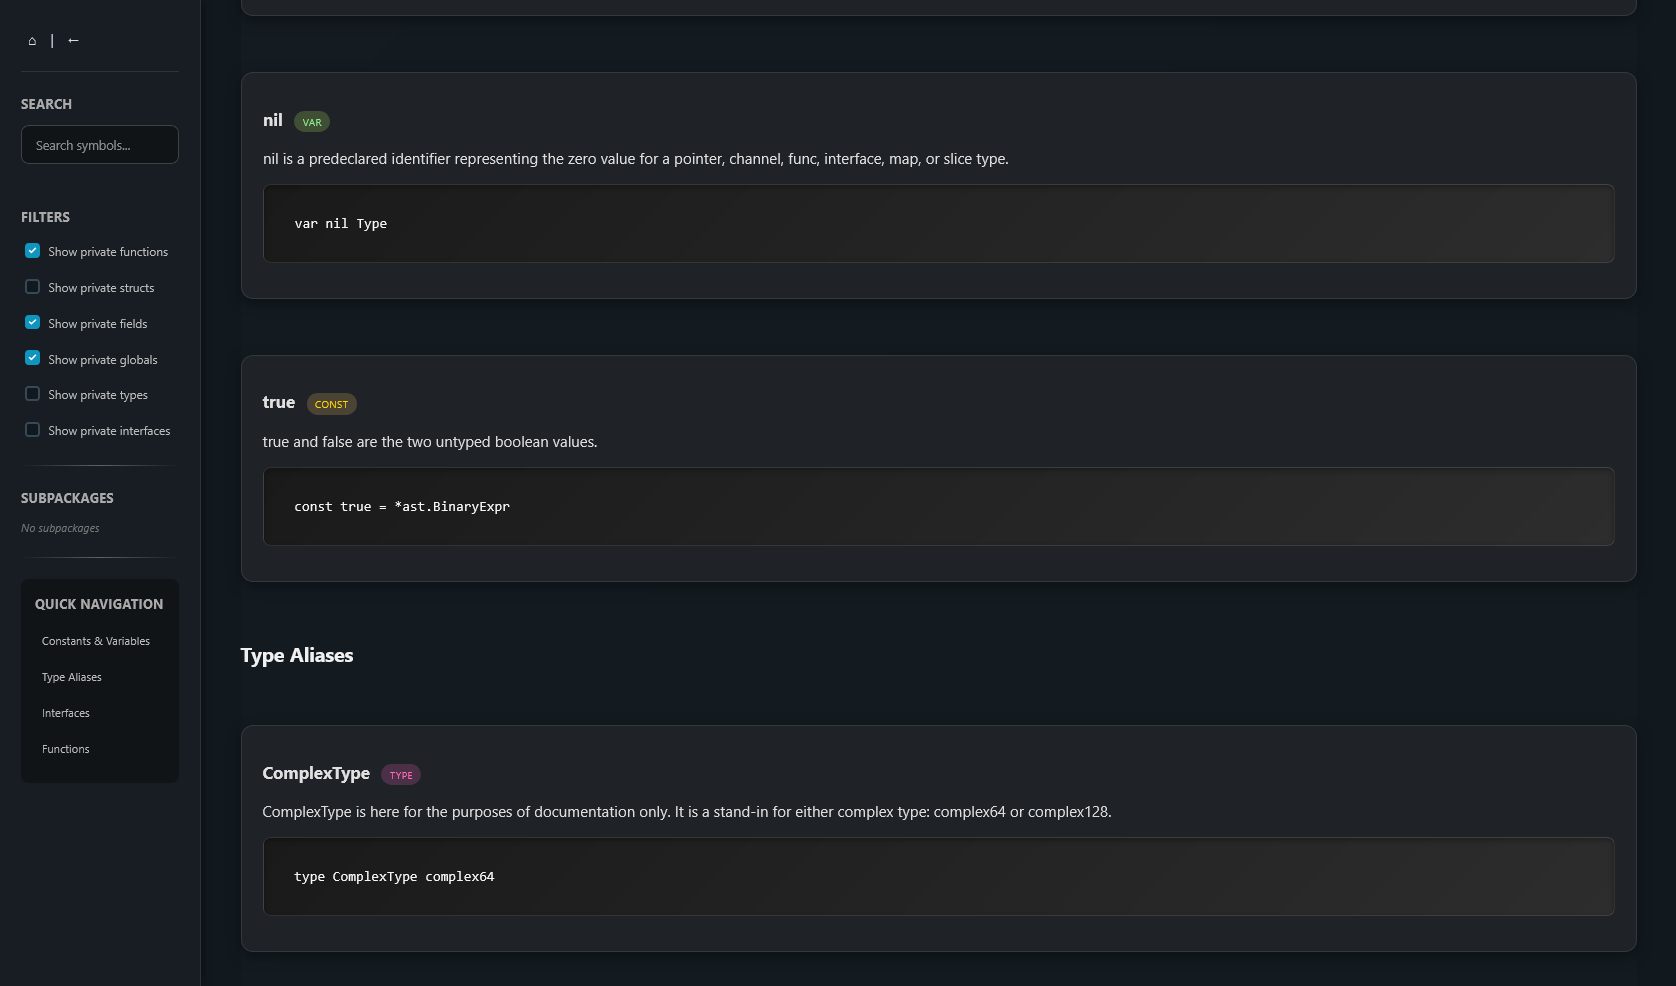 ⌂ | ←
SEARCH
Search symbols...
FILTERS
Show private functions
Show private structs
Show private fields
Show private globals
Show private types
Show private interfaces
SUBPACKAGES
No subpackages
QUICK NAVIGATION
Constants & Variables
Type Aliases
Interfaces
Functions
nil VAR
nil is a predeclared identifier representing the zero value for a pointer, channel, func, interface, map, or slice type.
var nil Type
true CONST
true and false are the two untyped boolean values.
const true = *ast.BinaryExpr
Type Aliases
ComplexType TYPE
ComplexType is here for the purposes of documentation only. It is a stand-in for either complex type: complex64 or complex128.
type ComplexType complex64